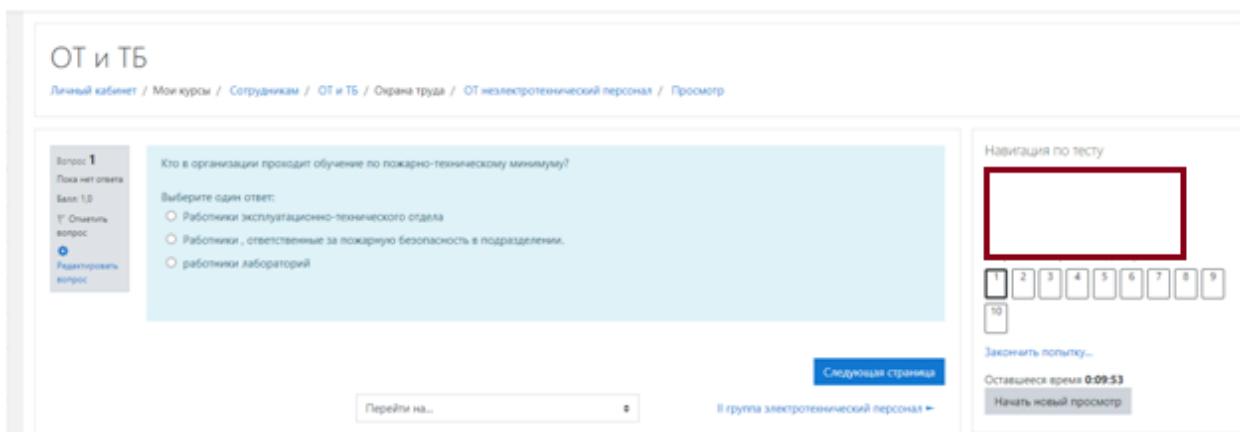 ОТ и ТБ
Личный кабинет / Мои курсы / Сотрудникам / ОТ и ТБ / Охрана труда / ОТ неэлектротехнический персонал / Просмотр
Вопрос 1
Пока нет ответа
Балл: 1,0
Отметить вопрос
Редактировать вопрос
Кто в организации проходит обучение по пожарно-техническому минимуму?
Выберите один ответ:
Работники эксплуатационно-технического отдела
Работники , ответственные за пожарную безопасность в подразделении.
работники лабораторий
Следующая страница
Перейти на...
II группа электротехнический персонал
Навигация по тесту
1 2 3 4 5 6 7 8 9
10
Закончить попытку...
Оставшееся время 0:09:53
Начать новый просмотр